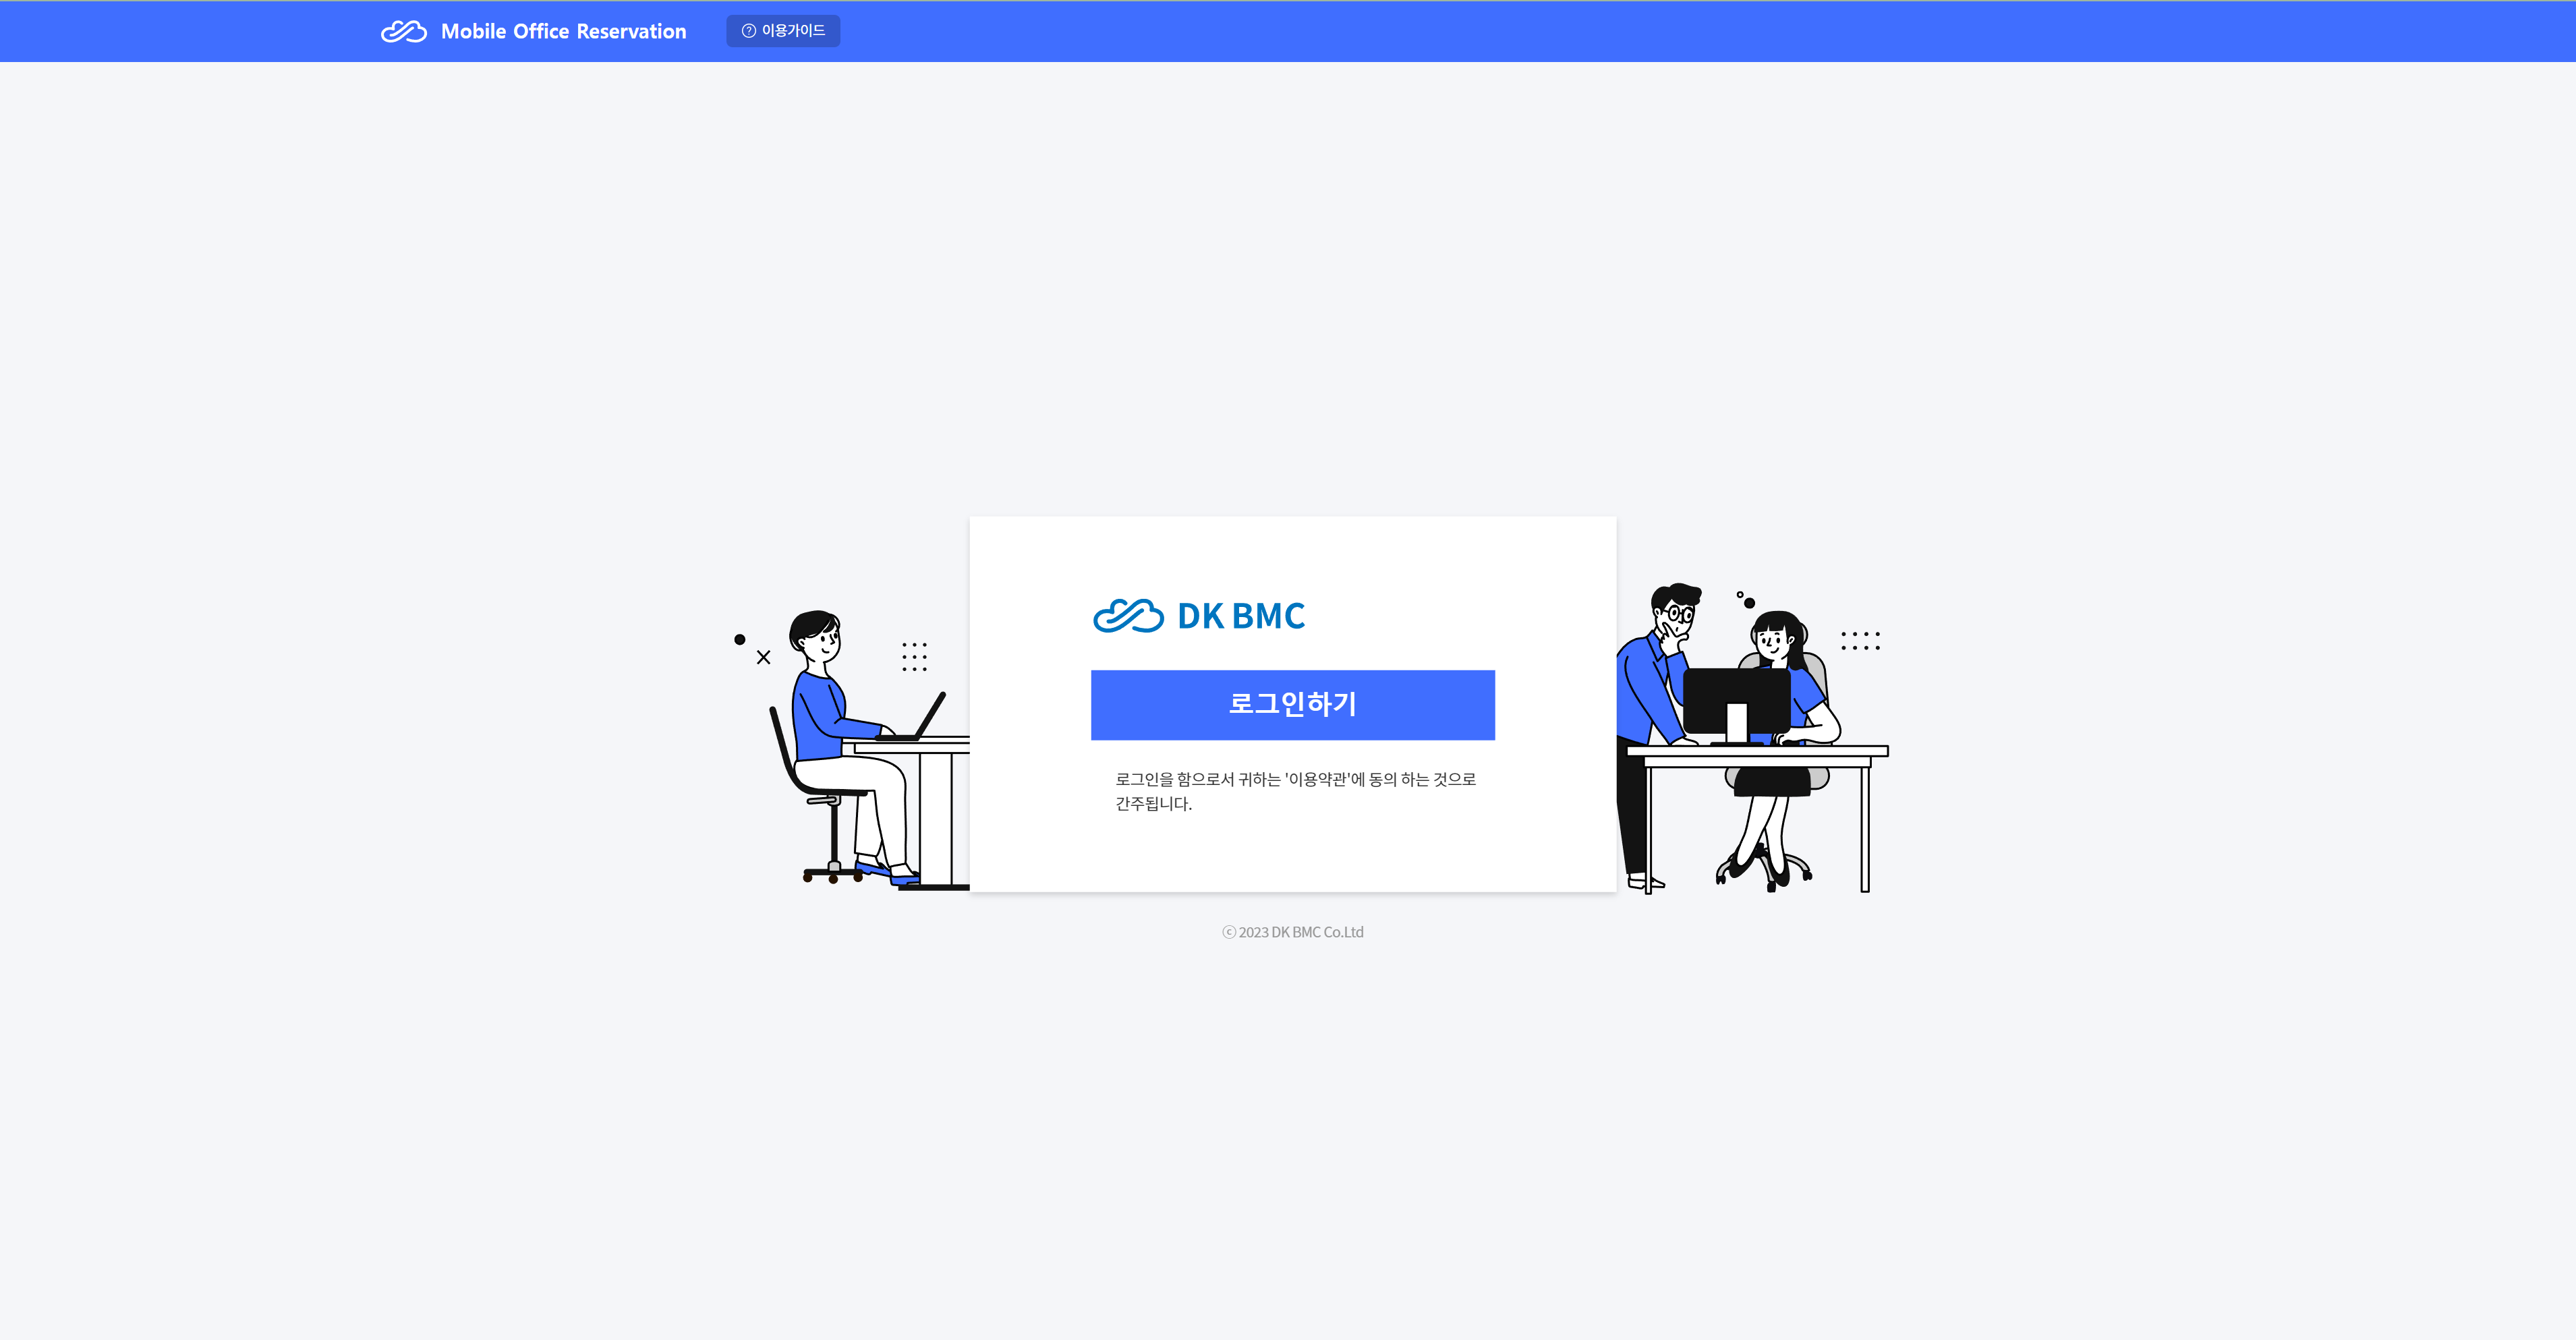 Mobile Office Reservation
이용가이드
DK BMC
로그인하기
로그인을 함으로서 귀하는 '이용약관'에 동의 하는 것으로
간주됩니다.
ⓒ 2023 DK BMC Co.Ltd